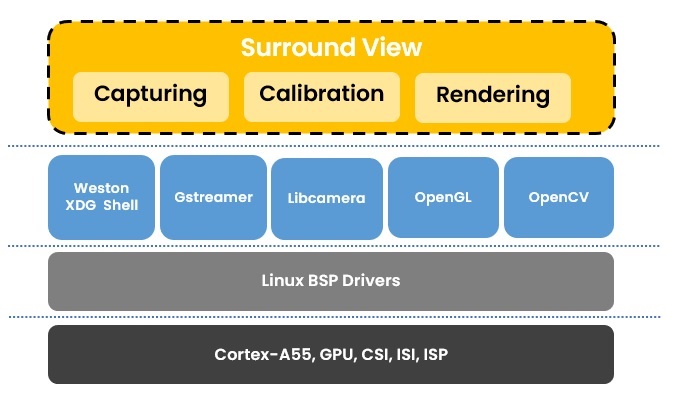 Surround View
Capturing
Calibration
Rendering
Weston
XDG Shell
Gstreamer
Libcamera
OpenGL
OpenCV
Linux BSP Drivers
Cortex-A55, GPU, CSI, ISI, ISP